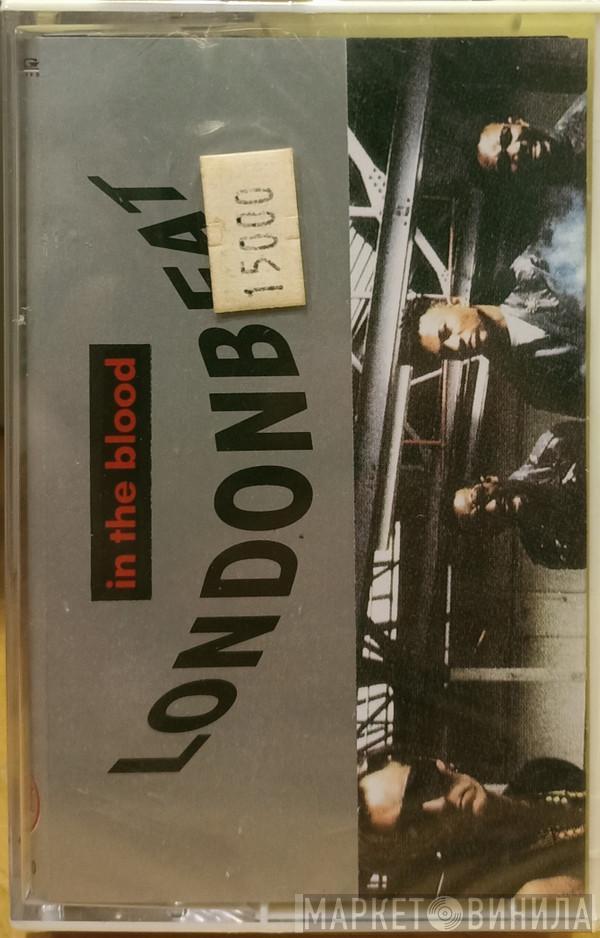 in the blood
LONDONBEAT
15000
МАРКЕТ ВИНИЛА